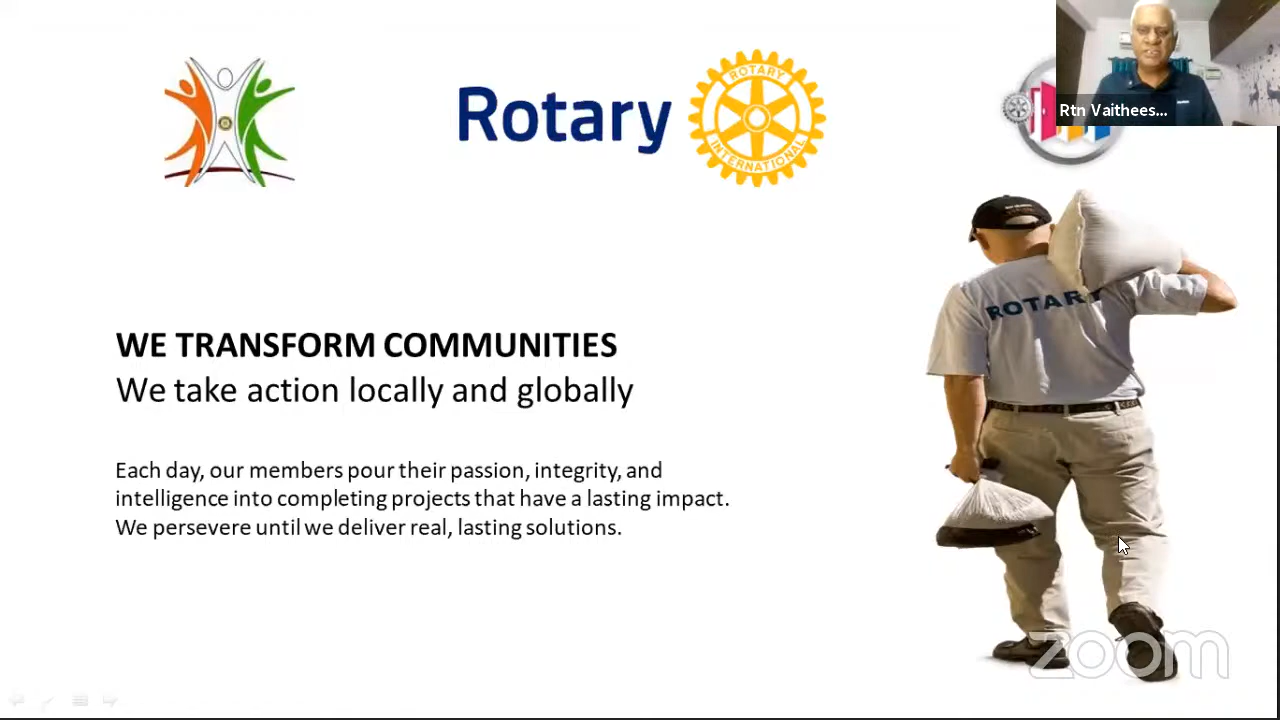 Rotary
ROTARY
INTERNATIONAL
Rtn Vaithees...
ROTARY
WE TRANSFORM COMMUNITIES
We take action locally and globally
Each day, our members pour their passion, integrity, and
intelligence into completing projects that have a lasting impact.
We persevere until we deliver real, lasting solutions.
zoom